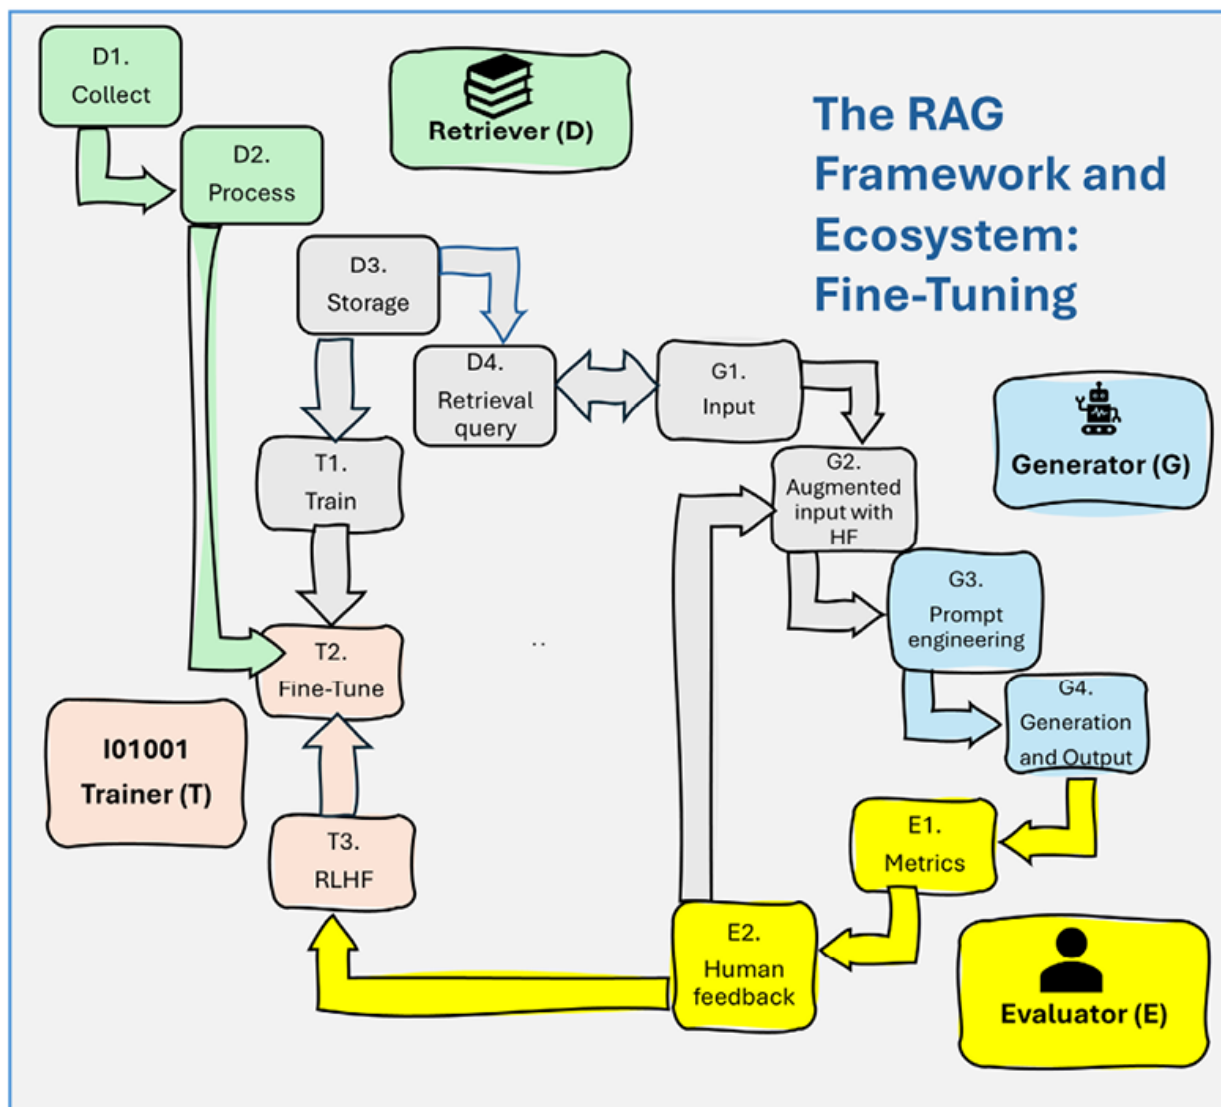 D1.
Collect
Retriever (D)
The RAG
Framework and
Ecosystem:
Fine-Tuning
D2.
Process
D3.
Storage
D4.
Retrieval
query
G1.
Input
Generator (G)
T1.
Train
G2.
Augmented
input with
HF
G3.
Prompt
engineering
..
T2.
Fine-Tune
G4.
Generation
and Output
I01001
Trainer (T)
T3.
RLHF
E1.
Metrics
E2.
Human
feedback
Evaluator (E)